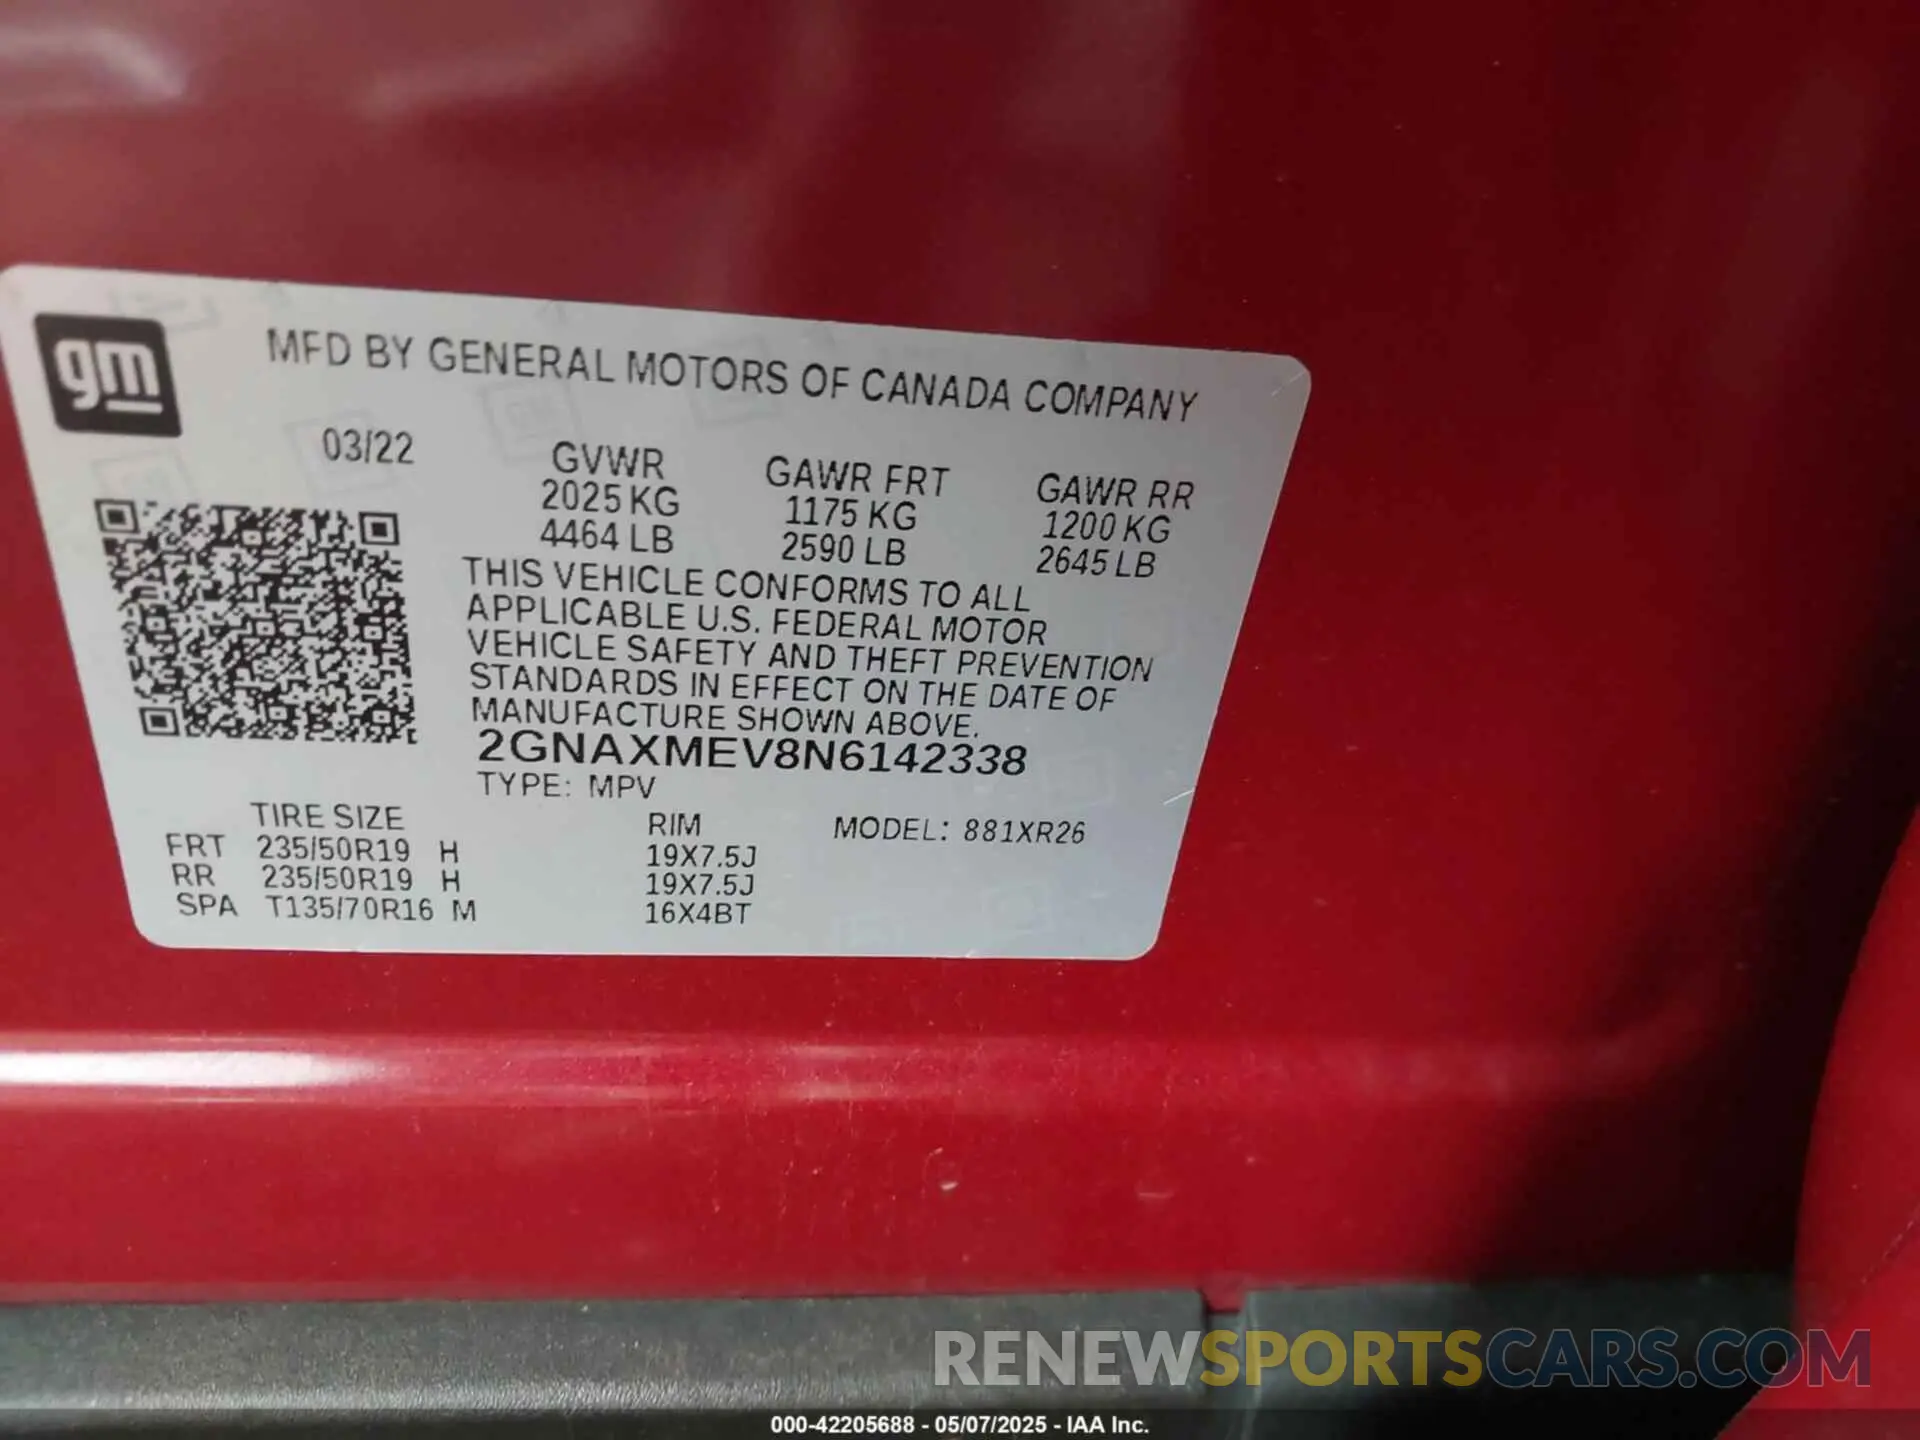 gm
MFD BY GENERAL MOTORS OF CANADA COMPANY
03/22 GVWR GAWR FRT GAWR RR
2025 KG 1175 KG 1200 KG
4464 LB 2590 LB 2645 LB
THIS VEHICLE CONFORMS TO ALL
APPLICABLE U.S. FEDERAL MOTOR
VEHICLE SAFETY AND THEFT PREVENTION
STANDARDS IN EFFECT ON THE DATE OF
MANUFACTURE SHOWN ABOVE.
2GNAXMEV8N6142338
TYPE: MPV
TIRE SIZE RIM MODEL: 881XR26
FRT 235/50R19 H 19X7.5J
RR 235/50R19 H 19X7.5J
SPA T135/70R16 M 16X4BT
RENEWSPORTSCARS.COM
000-42205688 - 05/07/2025 - IAA Inc.